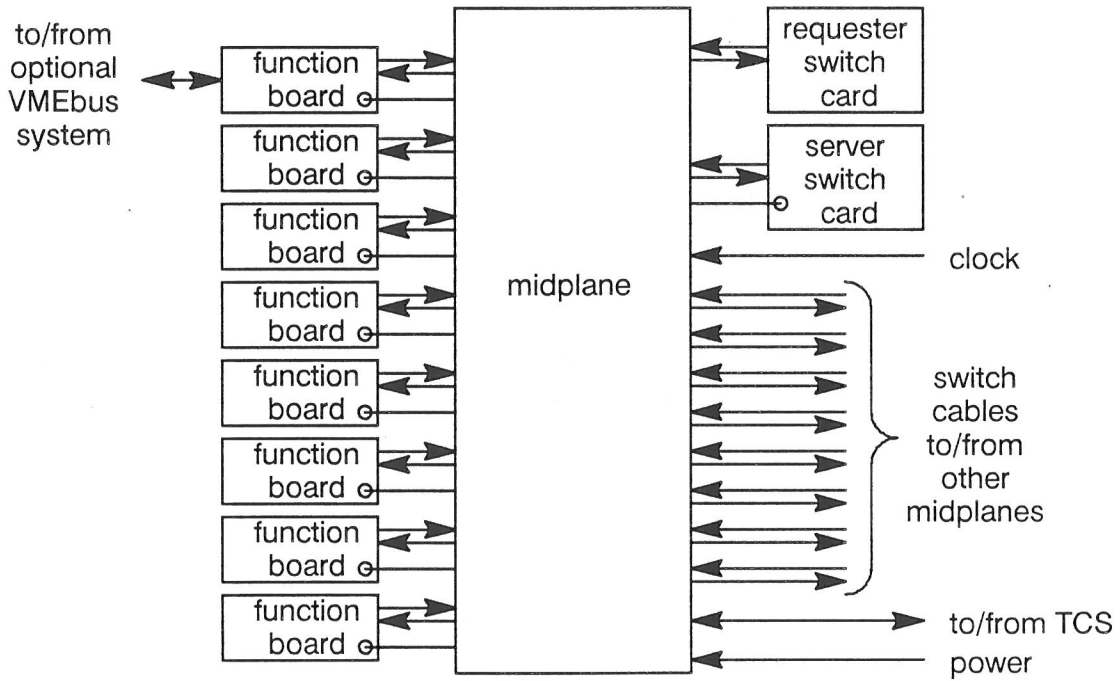 to/from
optional
VMEbus
system
function
board
function
board
function
board
function
board
function
board
function
board
function
board
function
board
midplane
requester
switch
card
server
switch
card
clock
switch
cables
to/from
other
midplanes
to/from TCS
power